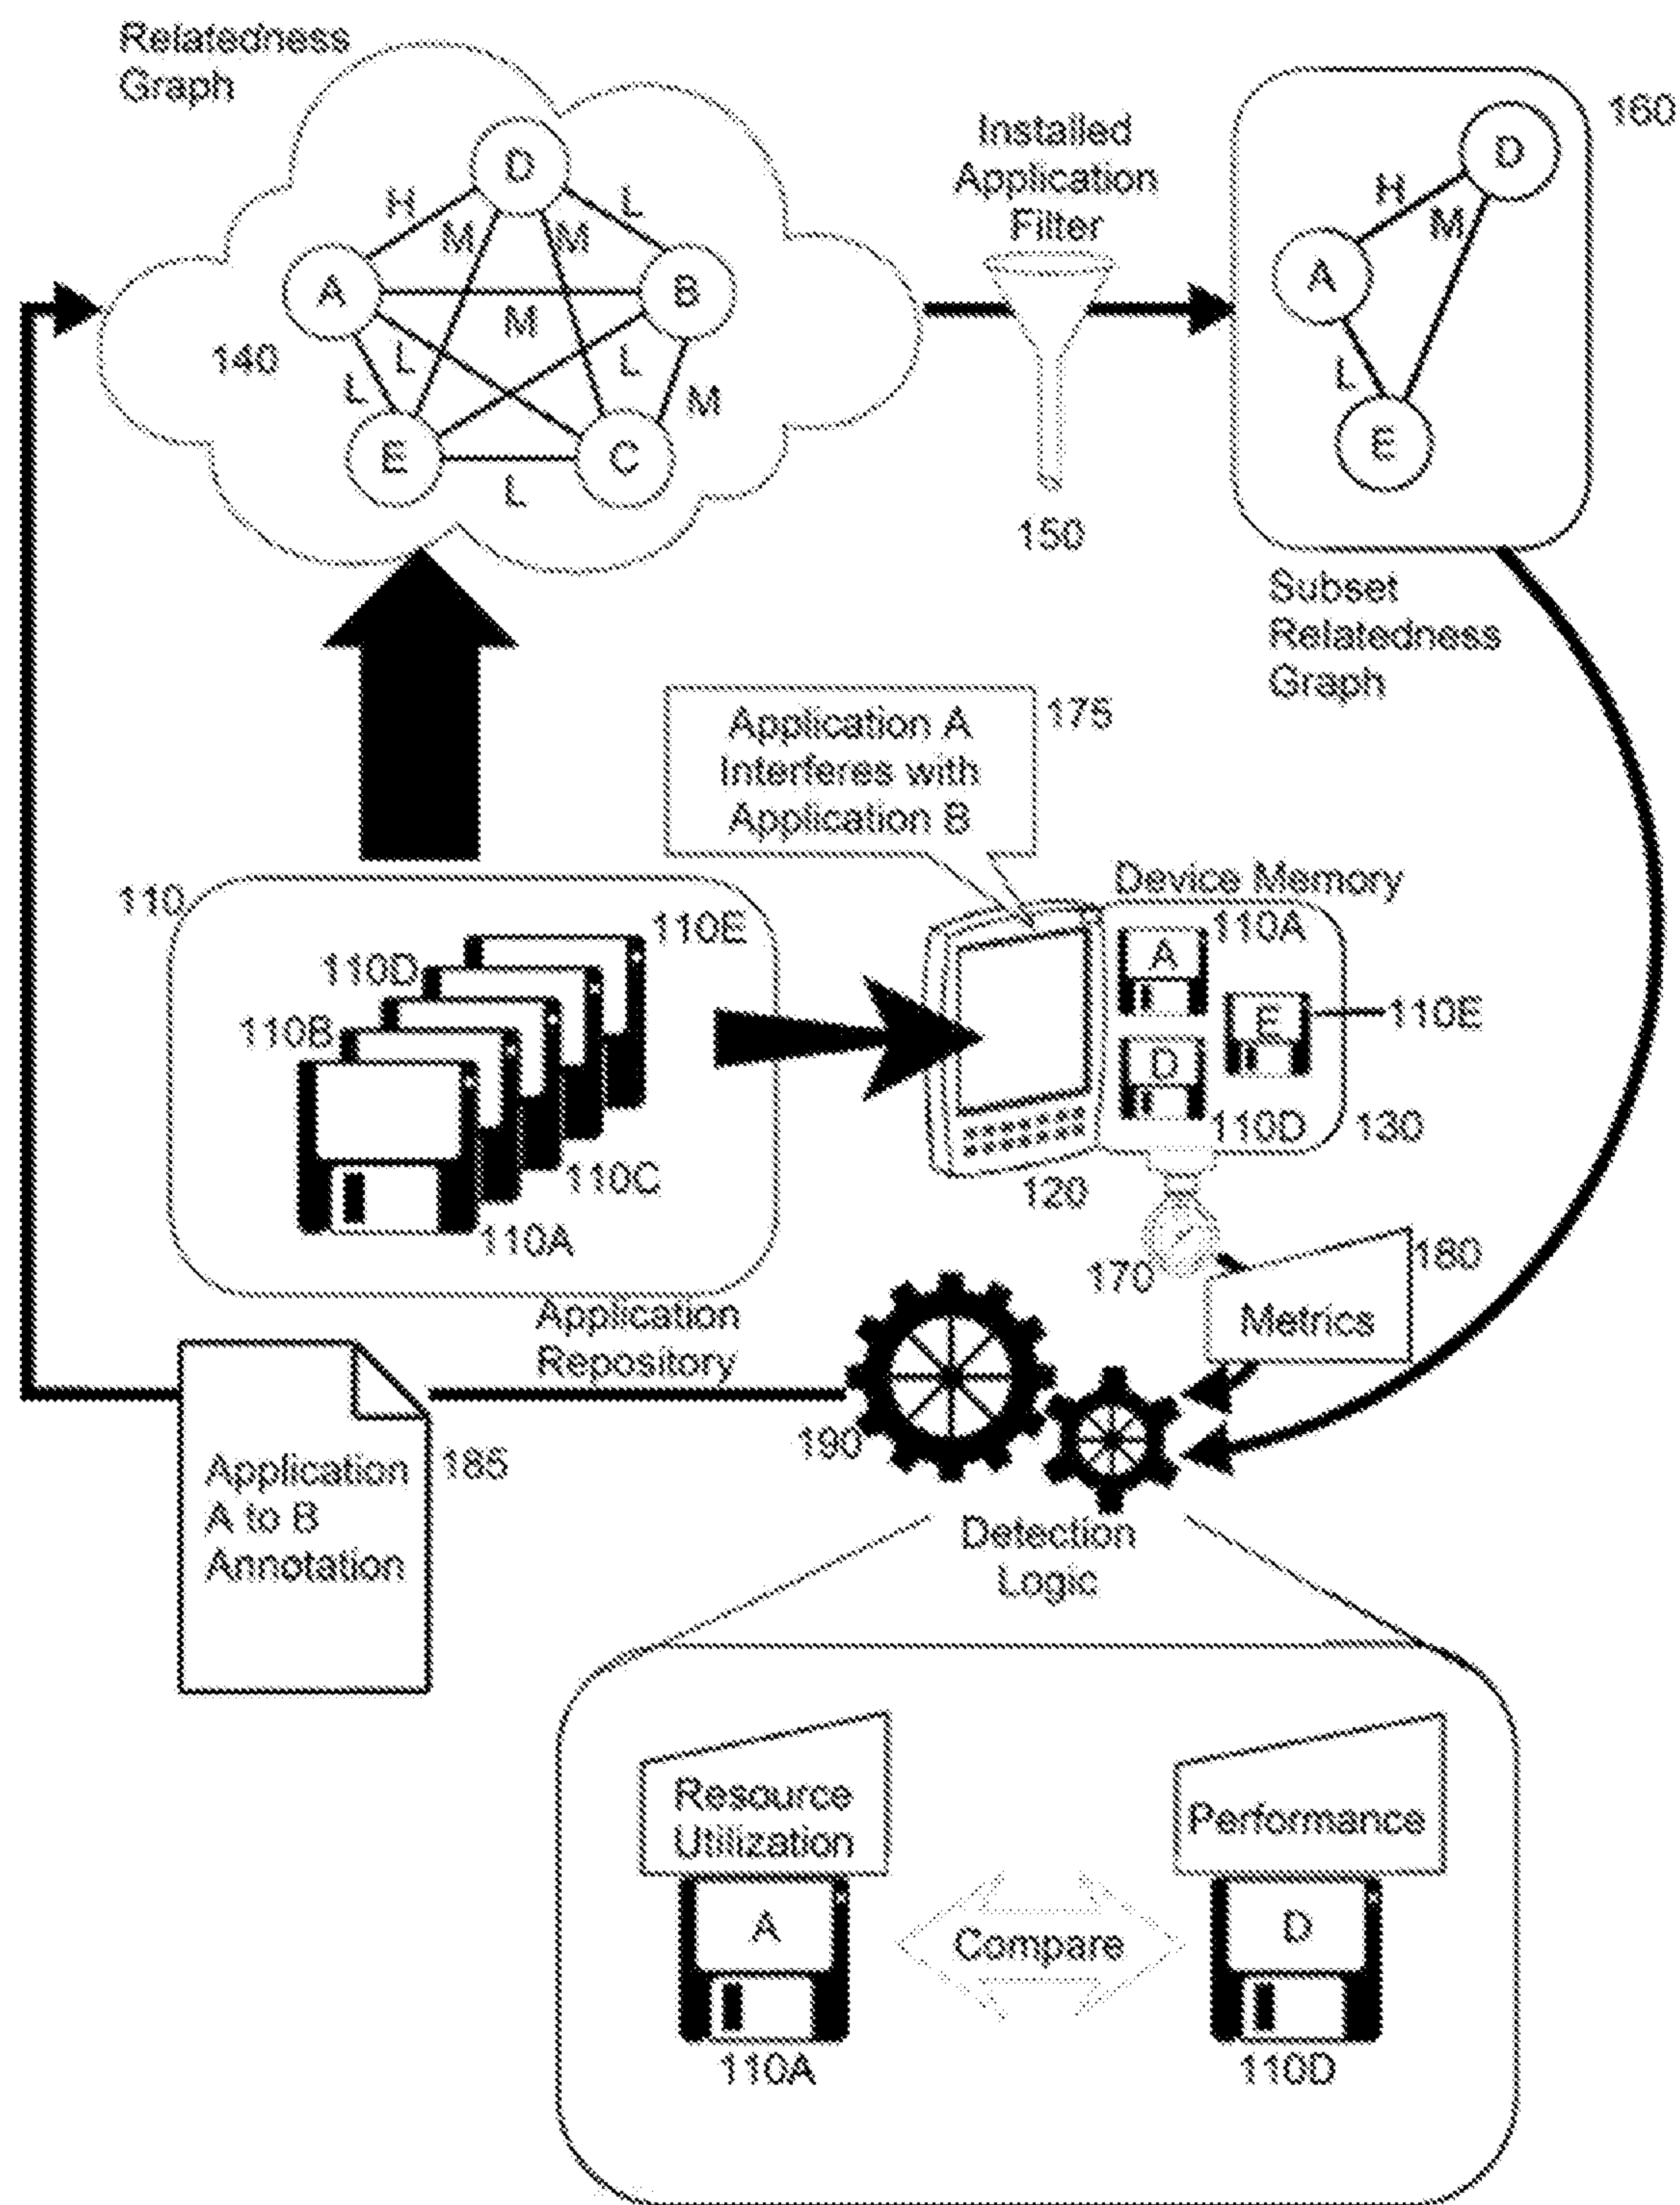 Relatedness
Graph
D
H
L
M
M
A
B
M
140
L
L
L
M
E
C
L
Installed
Application
Filter
150
160
D
H
M
A
L
E
Subset
Relatedness
Graph
Application A
Interferes with
Application B
175
110
110E
110D
110B
110C
110A
Application
Repository
Device Memory
110A
A
E
110E
D
110D
130
120
170
180
Metrics
190
Detection
Logic
Application
A to B
Annotation
185
Resource
Utilization
Performance
A
Compare
D
110A
110D